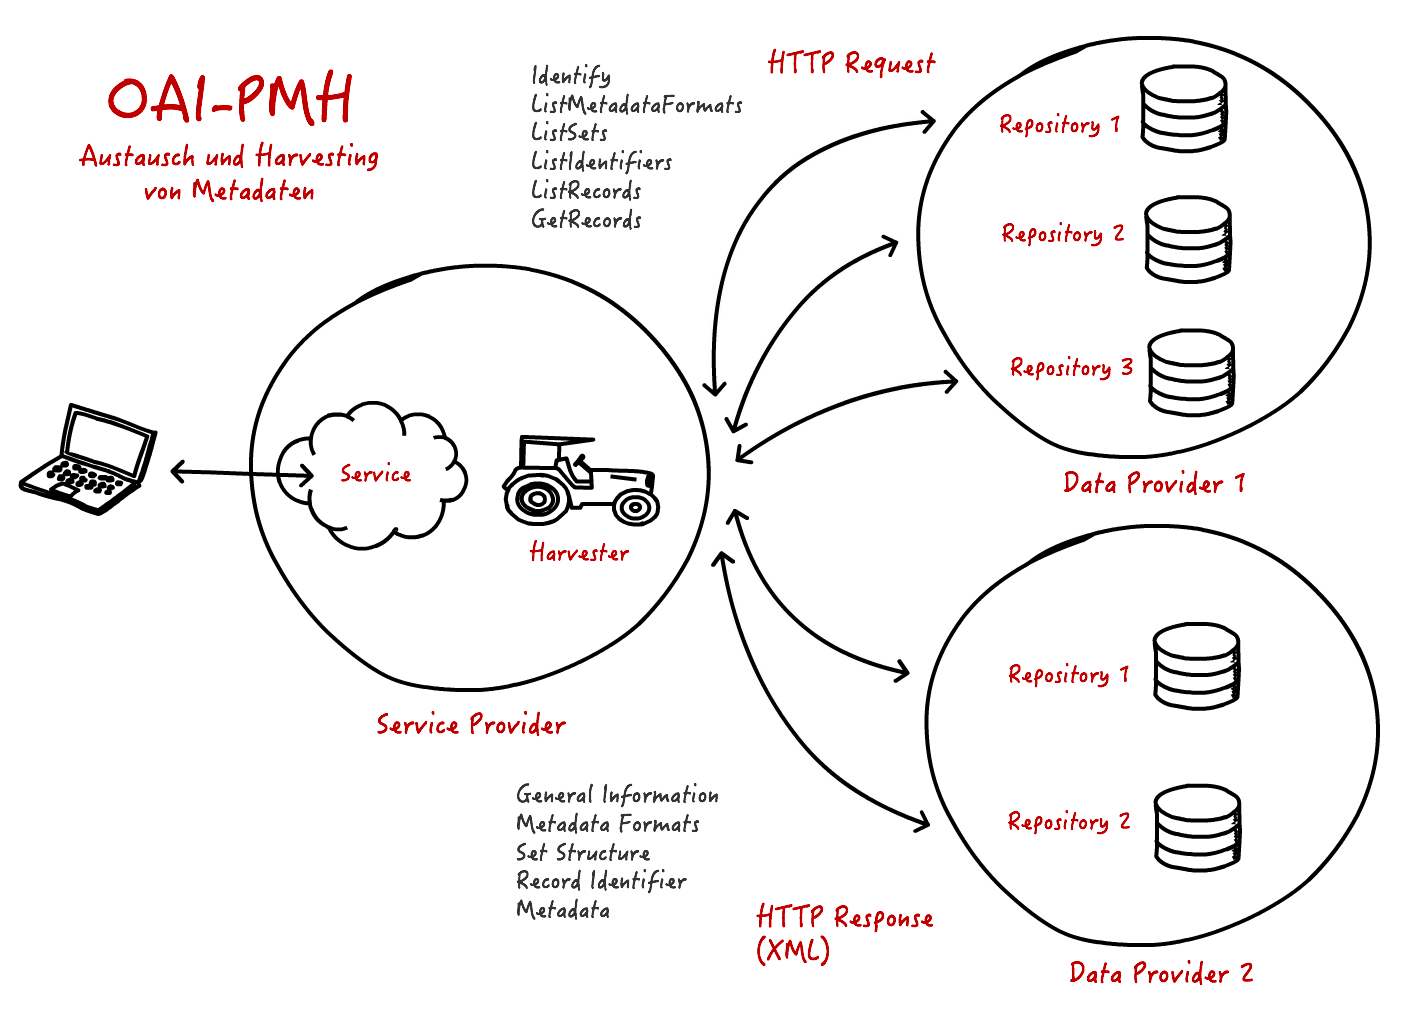 OAI-PMH
Austausch und Harvesting
von Metadaten
Identify
ListMetadataFormats
ListSets
ListIdentifiers
ListRecords
GetRecords
HTTP Request
Repository 1
Repository 2
Repository 3
Data Provider 1
Service
Harvester
Service Provider
General Information
Metadata Formats
Set Structure
Record Identifier
Metadata
HTTP Response
(XML)
Repository 1
Repository 2
Data Provider 2